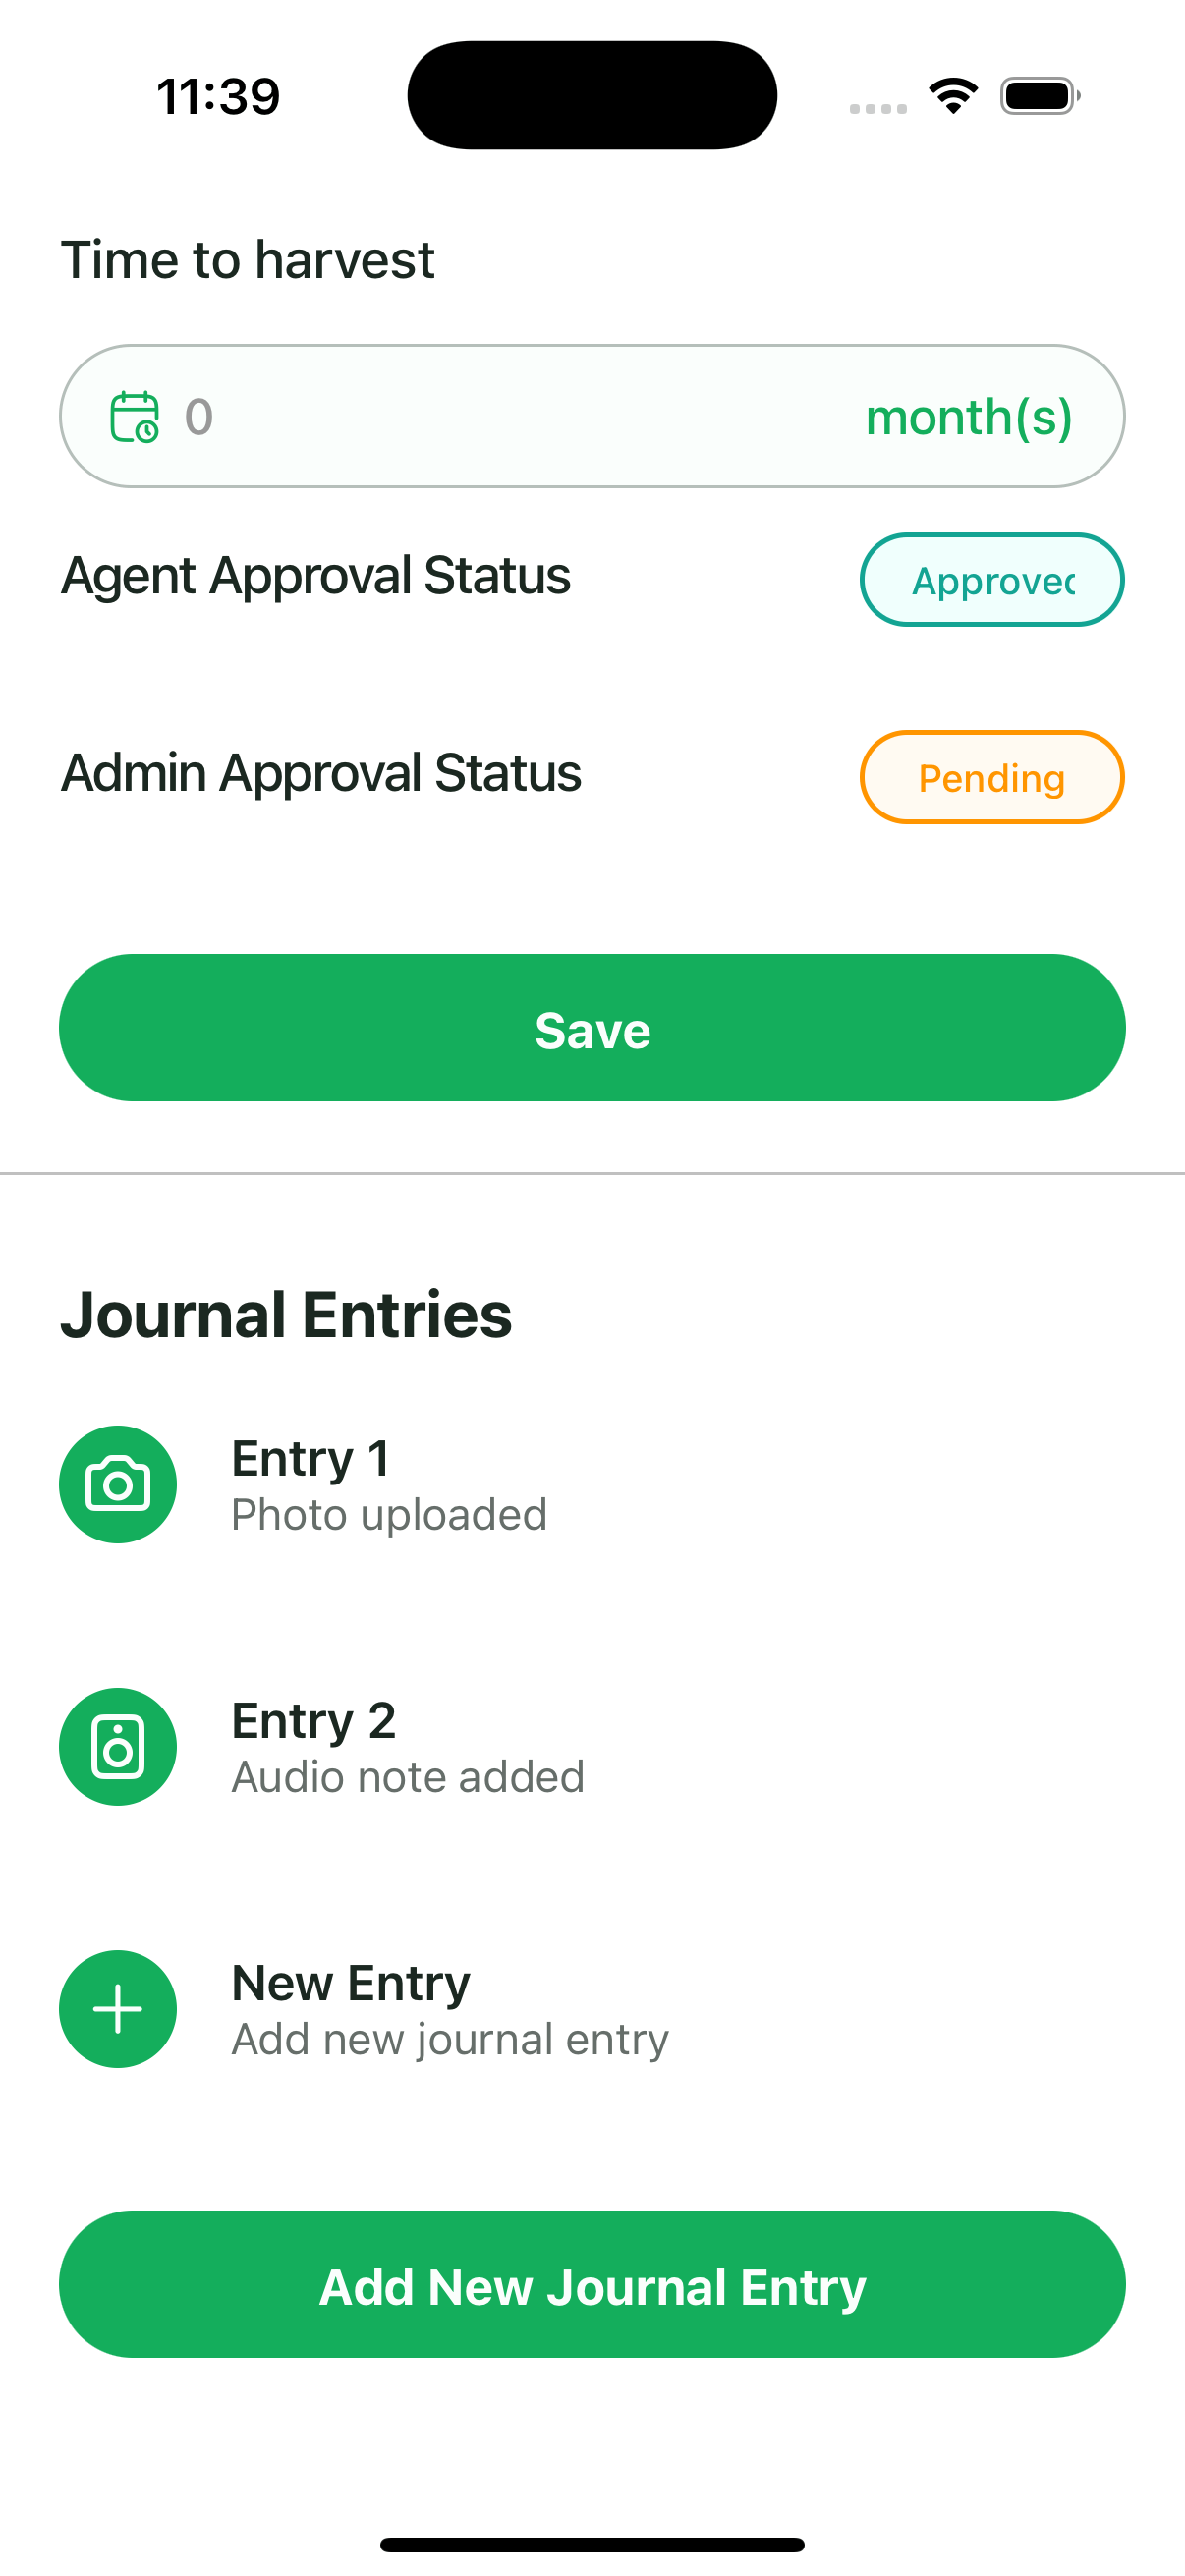 11:39
Time to harvest
0 month(s)
Agent Approval Status Approved
Admin Approval Status Pending
Save
Journal Entries
Entry 1
Photo uploaded
Entry 2
Audio note added
New Entry
Add new journal entry
Add New Journal Entry